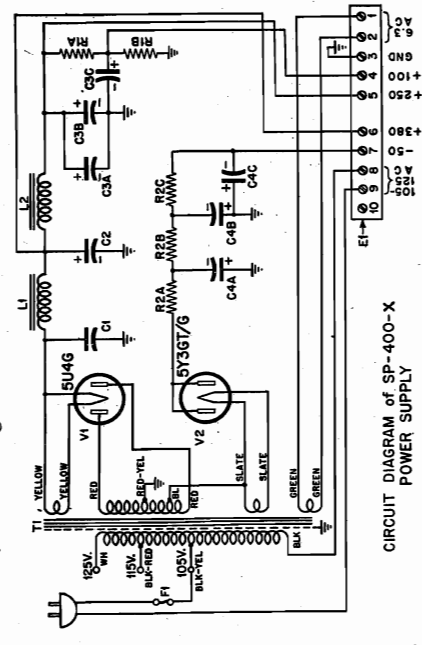 T1
YELLOW
YELLOW
RED
RED-YEL
BL
RED
SLATE
SLATE
GREEN
GREEN
125V.
WH
115V.
BLK-RED
105V.
BLK-YEL
BLK
F1
5U4G
V1
5Y3GT/G
V2
L1
L2
C1
C2
R1A
R1B
C3A
C3B
C3C
R2A
R2B
R2C
C4A
C4B
C4C
1
2
3
4
5
6
7
8
9
10
6.3
AC
GND
+100
+250
+380
-50
AC
105-
125
E1
CIRCUIT DIAGRAM of SP-400-X
POWER SUPPLY